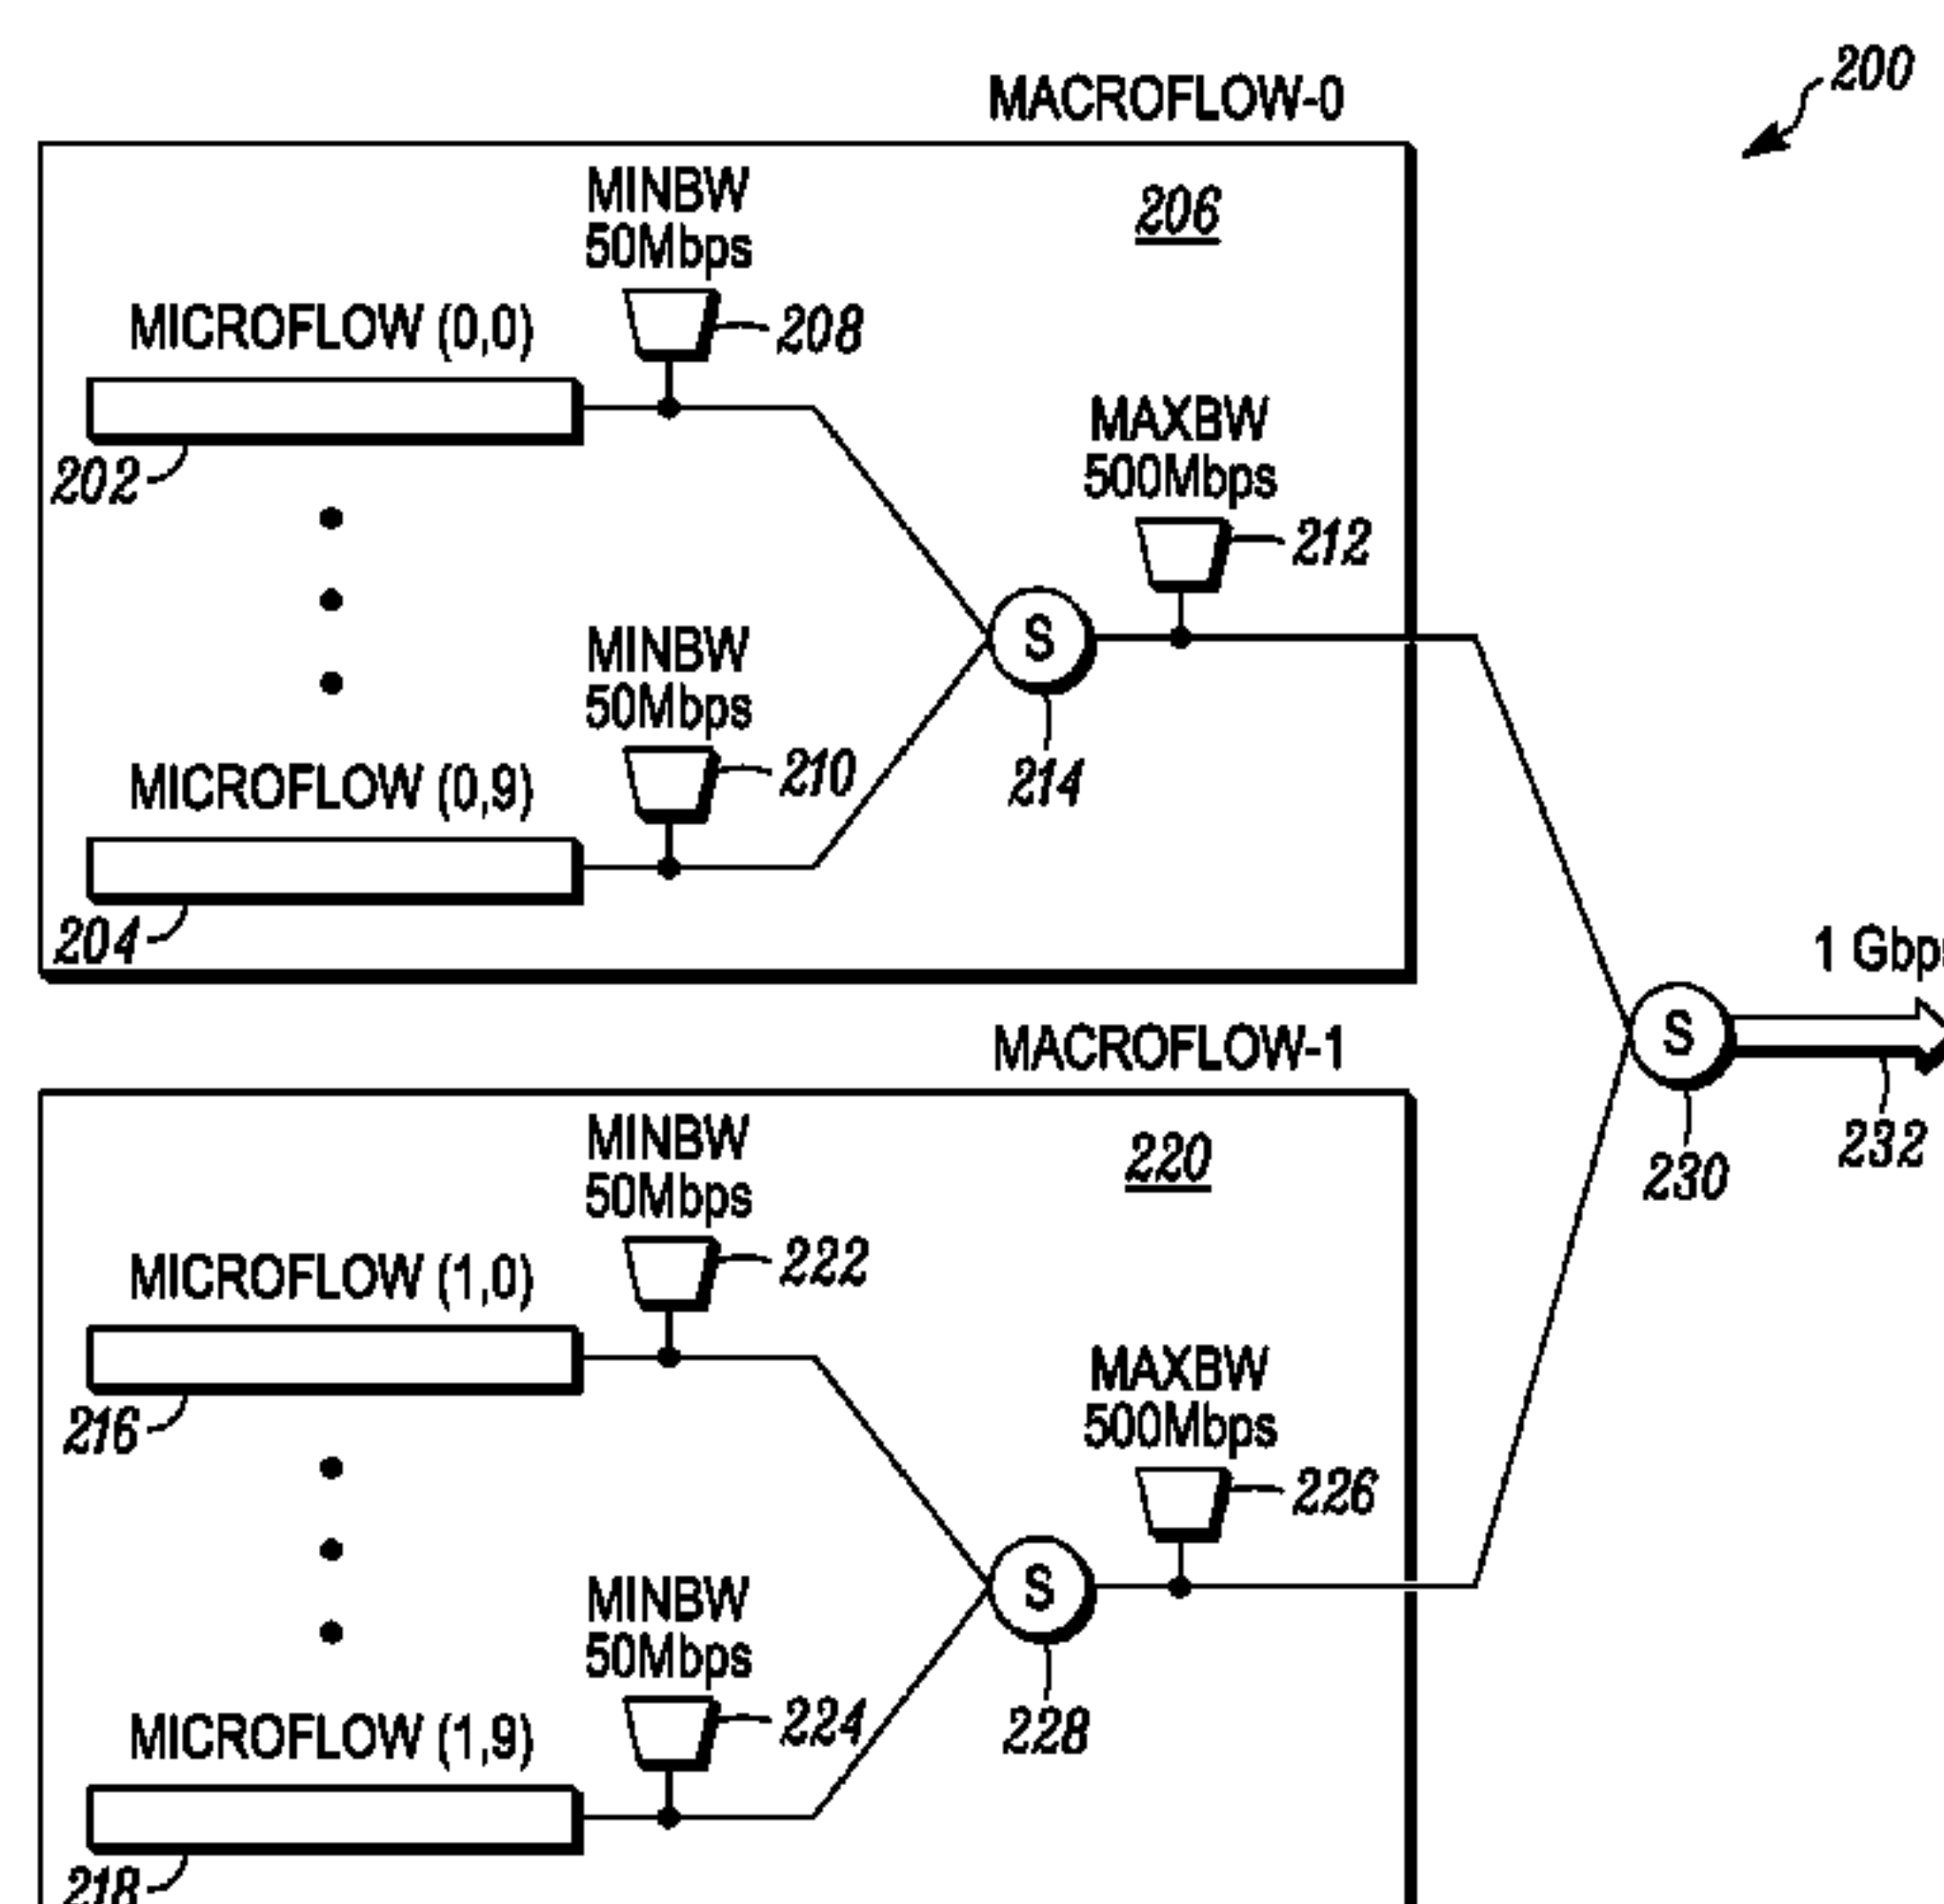 200
MACROFLOW-0
206
MINBW
50Mbps
208
MICROFLOW (0,0)
202
MAXBW
500Mbps
212
MINBW
50Mbps
210
214
MICROFLOW (0,9)
204
1 Gbps
MACROFLOW-1
S
S
230
232
220
MINBW
50Mbps
222
MICROFLOW (1,0)
216
MAXBW
500Mbps
226
MINBW
50Mbps
224
S
228
MICROFLOW (1,9)
218